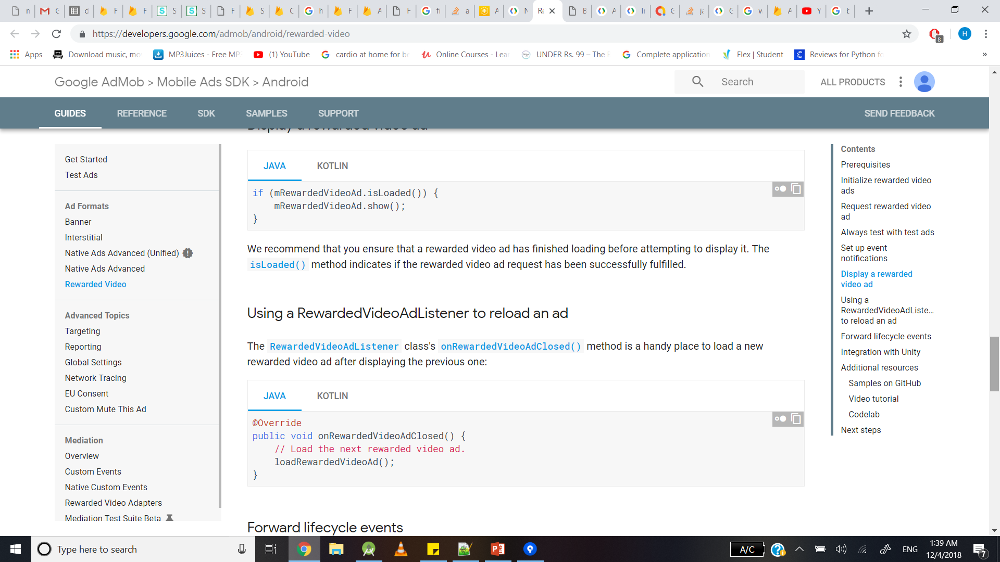 https://developers.google.com/admob/android/rewarded-video
H
8
Apps
Download music, mo
MP3Juices - Free MP
(1) YouTube
cardio at home for be
Online Courses - Lear
UNDER Rs. 99 – The
Complete application
Flex | Student
Reviews for Python fo
»
Google AdMob > Mobile Ads SDK > Android
Search
ALL PRODUCTS
GUIDES
REFERENCE
SDK
SAMPLES
SUPPORT
SEND FEEDBACK
Display a rewarded video ad
Get Started
Test Ads
Ad Formats
Banner
Interstitial
Native Ads Advanced (Unified)
Native Ads Advanced
Rewarded Video
Advanced Topics
Targeting
Reporting
Global Settings
Network Tracing
EU Consent
Custom Mute This Ad
Mediation
Overview
Custom Events
Native Custom Events
Rewarded Video Adapters
Mediation Test Suite Beta
JAVA
KOTLIN
if (mRewardedVideoAd.isLoaded()) {
mRewardedVideoAd.show();
}
We recommend that you ensure that a rewarded video ad has finished loading before attempting to display it. The
isLoaded() method indicates if the rewarded video ad request has been successfully fulfilled.
Using a RewardedVideoAdListener to reload an ad
The RewardedVideoAdListener class's onRewardedVideoAdClosed() method is a handy place to load a new
rewarded video ad after displaying the previous one:
JAVA
KOTLIN
@Override
public void onRewardedVideoAdClosed() {
// Load the next rewarded video ad.
loadRewardedVideoAd();
}
Forward lifecycle events
Contents
Prerequisites
Initialize rewarded video
ads
Request rewarded video
ad
Always test with test ads
Set up event
notifications
Display a rewarded
video ad
Using a
RewardedVideoAdListe...
to reload an ad
Forward lifecycle events
Integration with Unity
Additional resources
Samples on GitHub
Video tutorial
Codelab
Next steps
Type here to search
A/C
ENG
1:39 AM
12/4/2018
7